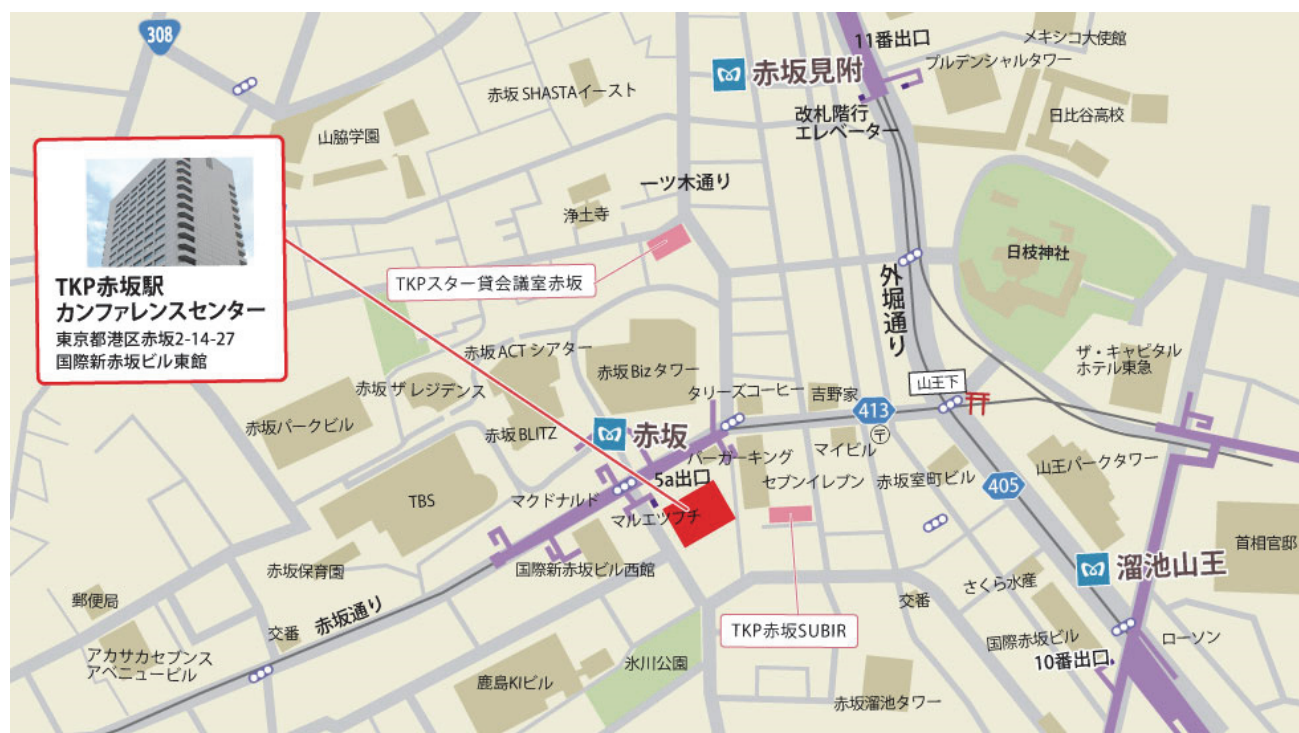 308
11番出口
メキシコ大使館
プルデンシャルタワー
赤坂見附
赤坂 SHASTAイースト
改札階行
エレベーター
日比谷高校
山脇学園
一ツ木通り
浄土寺
日枝神社
TKPスター貸会議室赤坂
TKP赤坂駅
カンファレンスセンター
東京都港区赤坂2-14-27
国際新赤坂ビル東館
外堀通り
赤坂 ACT シアター
赤坂 Biz タワー
ザ・キャピタル
ホテル東急
赤坂 ザ レジデンス
タリーズコーヒー
吉野家
山王下
413
赤坂パークビル
赤坂 BLITZ
赤坂
〒
バーガーキング
マイビル
5a出口
セブンイレブン
赤坂室町ビル
山王パークタワー
405
TBS
マクドナルド
マルエツプチ
首相官邸
赤坂保育園
国際新赤坂ビル西館
溜池山王
さくら水産
郵便局
赤坂通り
交番
交番
TKP赤坂SUBIR
国際赤坂ビル
ローソン
アカサカセブンス
アベニュービル
氷川公園
10番出口
鹿島KIビル
赤坂溜池タワー